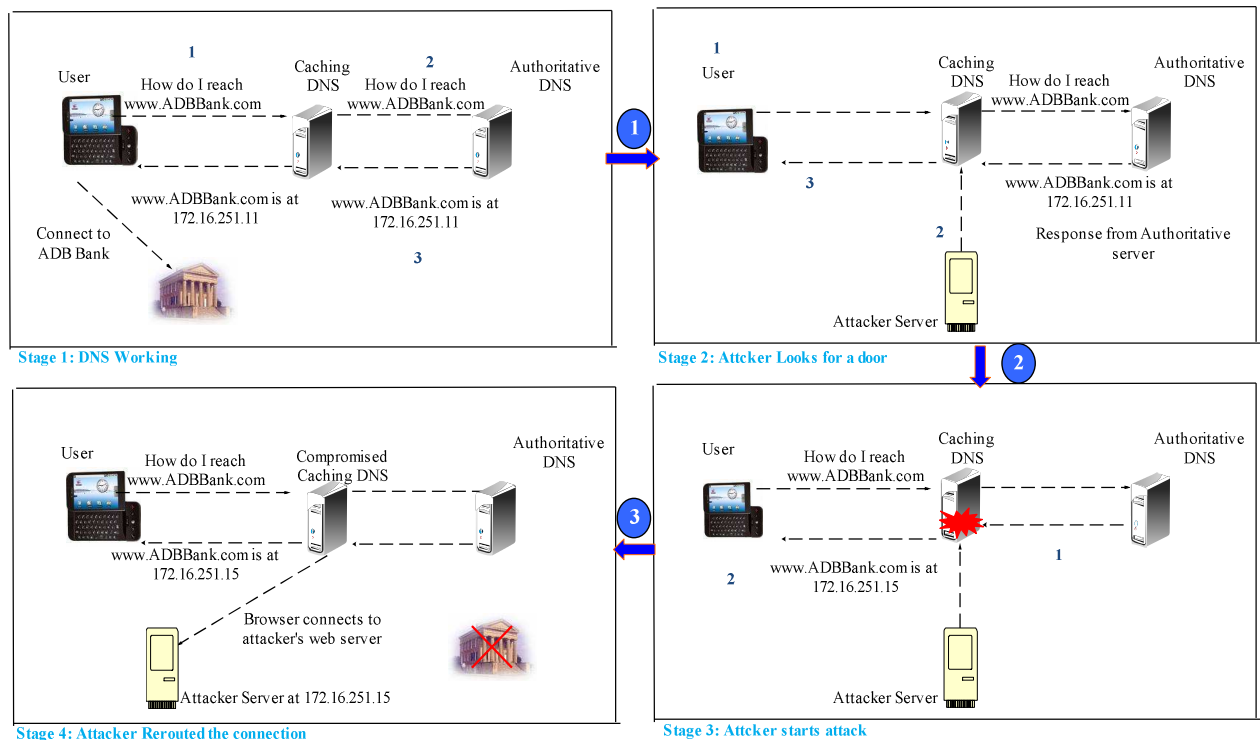 1
User
How do I reach
www.ADBBank.com
Caching
DNS
2
How do I reach
www.ADBBank.com
Authoritative
DNS
www.ADBBank.com is at
172.16.251.11
www.ADBBank.com is at
172.16.251.11
3
Connect to
ADB Bank
Stage 1: DNS Working
1
1
User
Caching
DNS
How do I reach
www.ADBBank.com
Authoritative
DNS
3
www.ADBBank.com is at
172.16.251.11
2
Response from Authoritative
server
Attacker Server
Stage 2: Attcker Looks for a door
2
User
How do I reach
www.ADBBank.com
Caching
DNS
Authoritative
DNS
1
2
www.ADBBank.com is at
172.16.251.15
Attacker Server
Stage 3: Attcker starts attack
3
User
How do I reach
www.ADBBank.com
Compromised
Caching DNS
Authoritative
DNS
www.ADBBank.com is at
172.16.251.15
Browser connects to
attacker's web server
Attacker Server at 172.16.251.15
Stage 4: Attacker Rerouted the connection